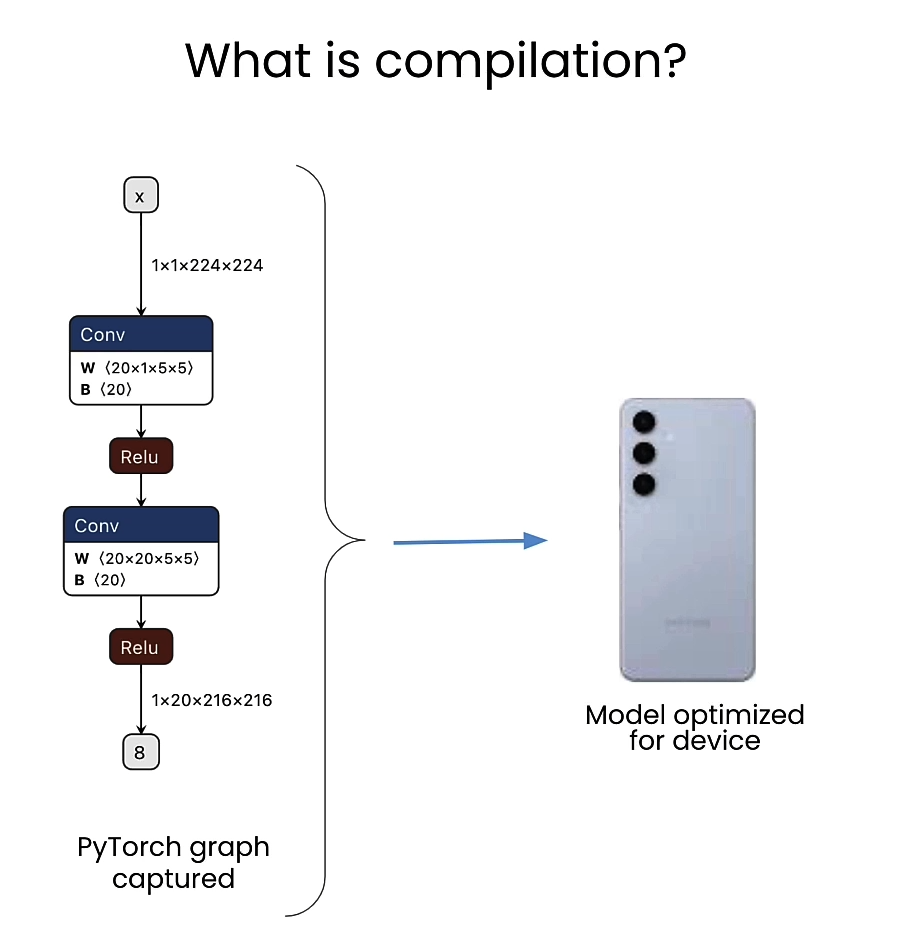 What is compilation?
x
1×1×224×224
Conv
W ⟨20×1×5×5⟩
B ⟨20⟩
Relu
Conv
W ⟨20×20×5×5⟩
B ⟨20⟩
Relu
1×20×216×216
8
PyTorch graph
captured
Model optimized
for device